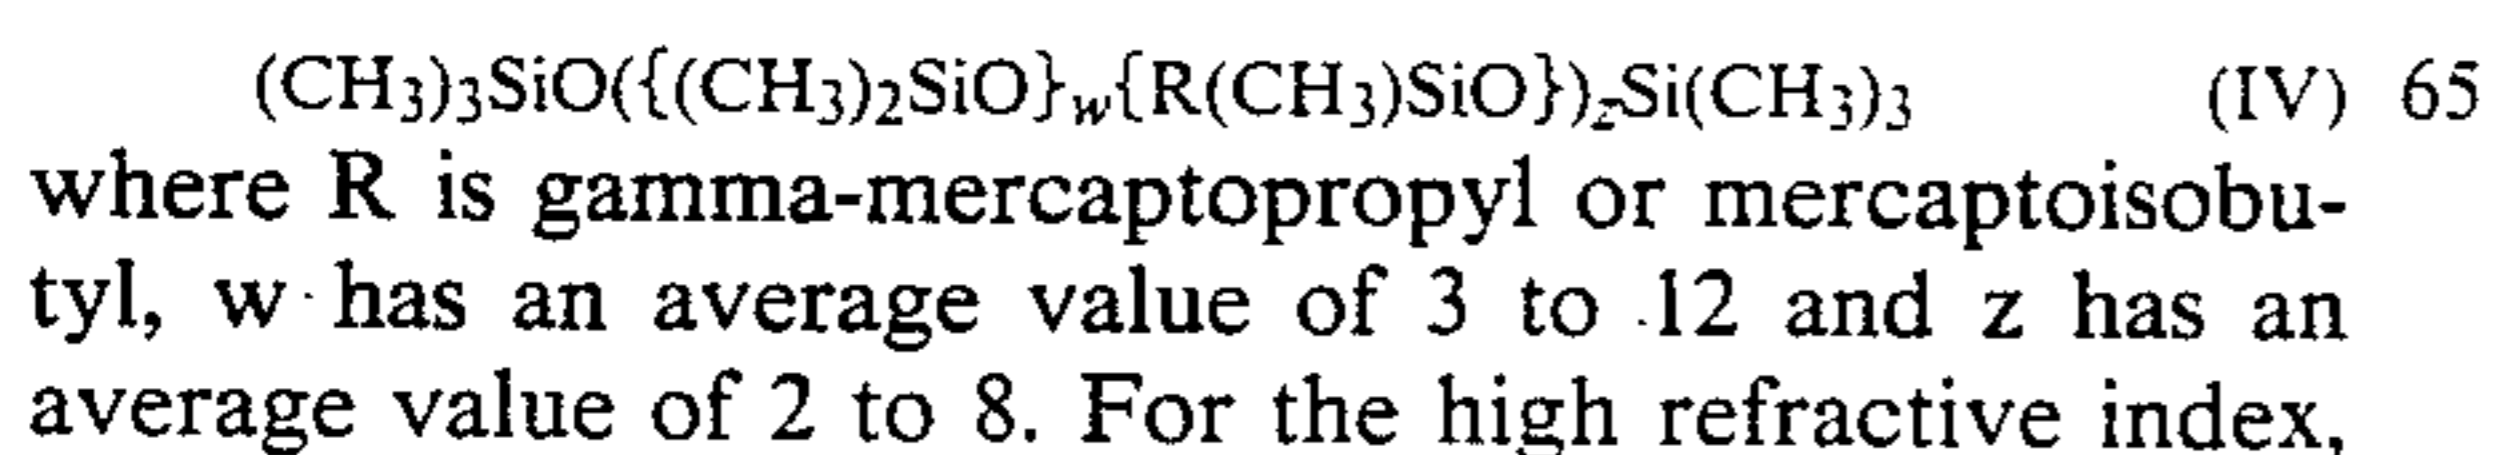 (CH₃)₃SiO({(CH₃)₂SiO}w{R(CH₃)SiO})zSi(CH₃)₃ (IV) 65
where R is gamma-mercaptopropyl or mercaptoisobu-
tyl, w has an average value of 3 to 12 and z has an
average value of 2 to 8. For the high refractive index,